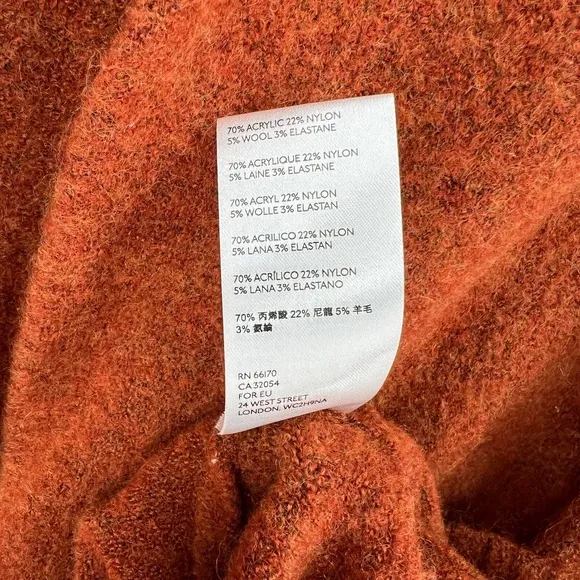 70% ACRYLIC 22% NYLON
5% WOOL 3% ELASTANE
70% ACRYLIQUE 22% NYLON
5% LAINE 3% ELASTANE
70% ACRYL 22% NYLON
5% WOLLE 3% ELASTAN
70% ACRILICO 22% NYLON
5% LANA 3% ELASTAN
70% ACRÍLICO 22% NYLON
5% LANA 3% ELASTANO
70% 丙烯酸 22% 尼龍 5% 羊毛
3% 氨綸
RN 66170
CA 32054
FOR EU
24 WEST STREET
LONDON, WC2H9NA